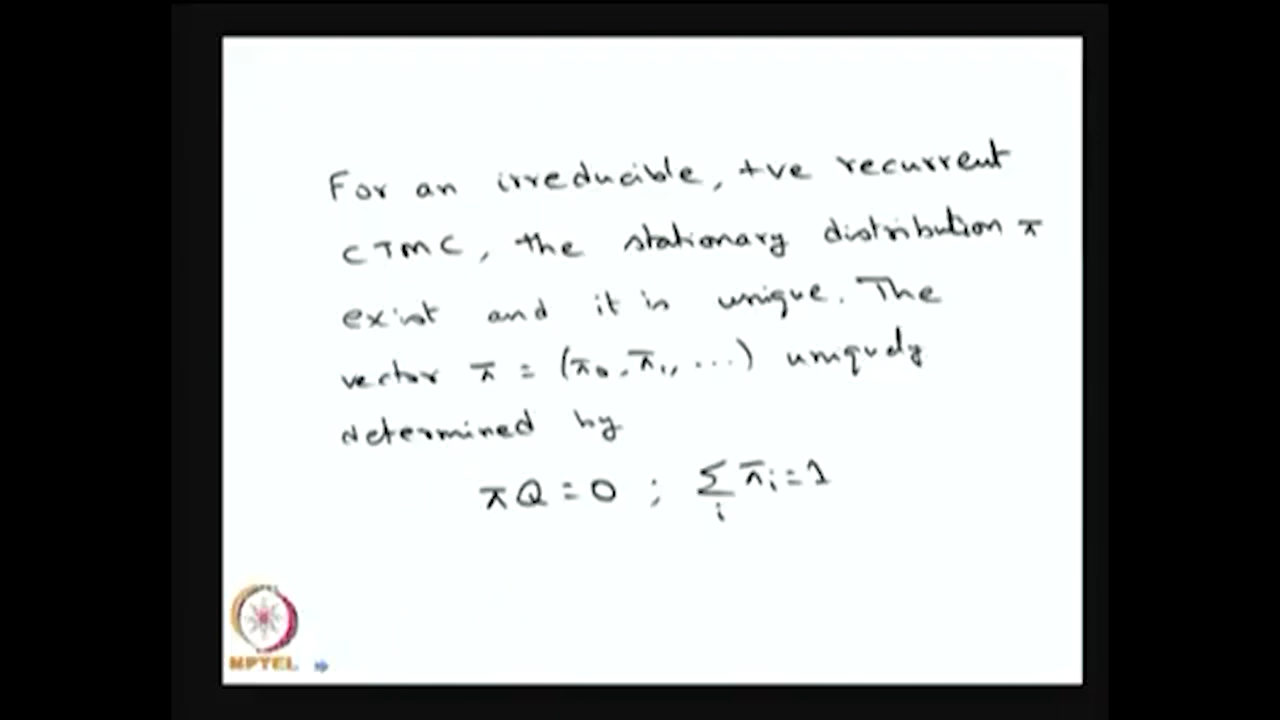 For an irreducible, +ve recurrent
CTMC, the stationary distribution π
exist and it is unique. The
vector π = (π₀, π₁, ...) uniquely
determined by
πQ = 0 ; ∑ᵢ πᵢ = 1
NPTEL